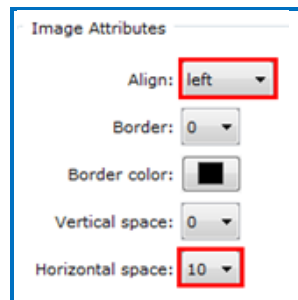 Image Attributes
Align: left
Border: 0
Border color:
Vertical space: 0
Horizontal space: 10